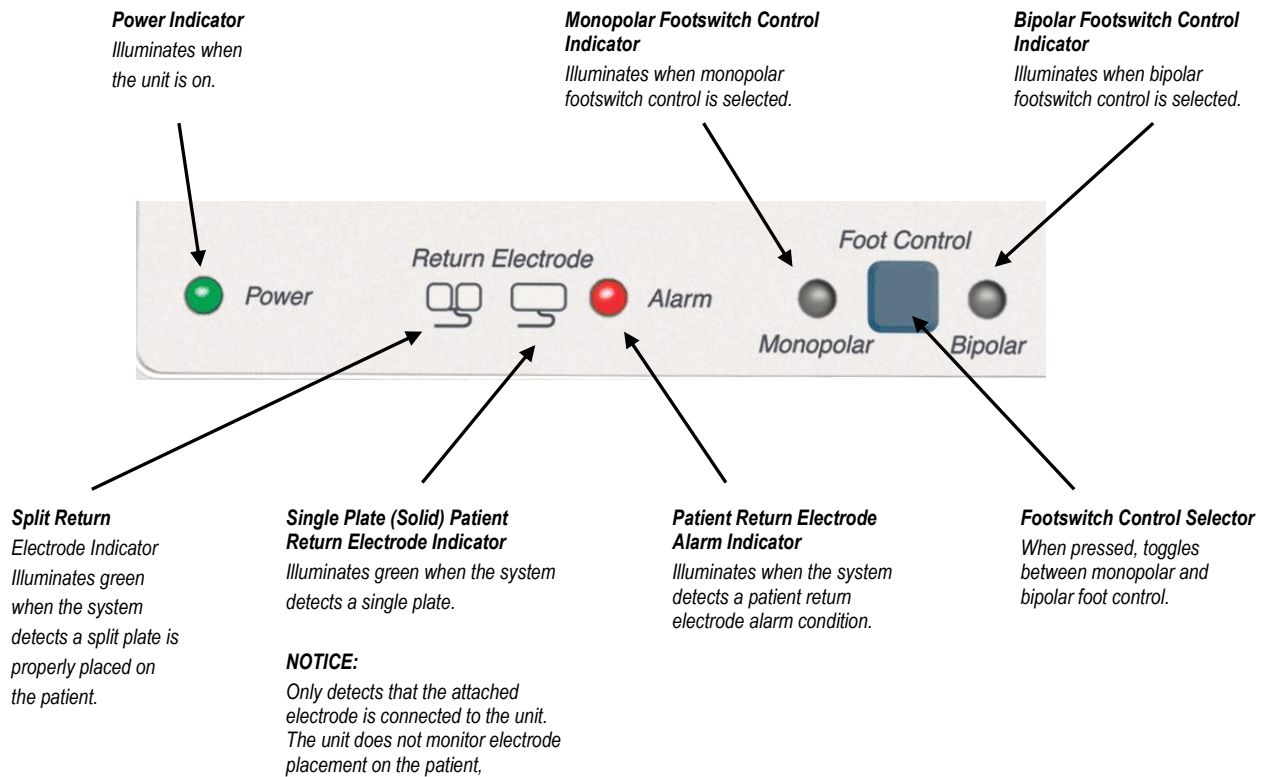 Power Indicator
Illuminates when
the unit is on.
Monopolar Footswitch Control
Indicator
Illuminates when monopolar
footswitch control is selected.
Bipolar Footswitch Control
Indicator
Illuminates when bipolar
footswitch control is selected.
Power
Return Electrode
Alarm
Foot Control
Monopolar
Bipolar
Split Return
Electrode Indicator
Illuminates green
when the system
detects a split plate is
properly placed on
the patient.
Single Plate (Solid) Patient
Return Electrode Indicator
Illuminates green when the system
detects a single plate.
NOTICE:
Only detects that the attached
electrode is connected to the unit.
The unit does not monitor electrode
placement on the patient,
Patient Return Electrode
Alarm Indicator
Illuminates when the system
detects a patient return
electrode alarm condition.
Footswitch Control Selector
When pressed, toggles
between monopolar and
bipolar foot control.